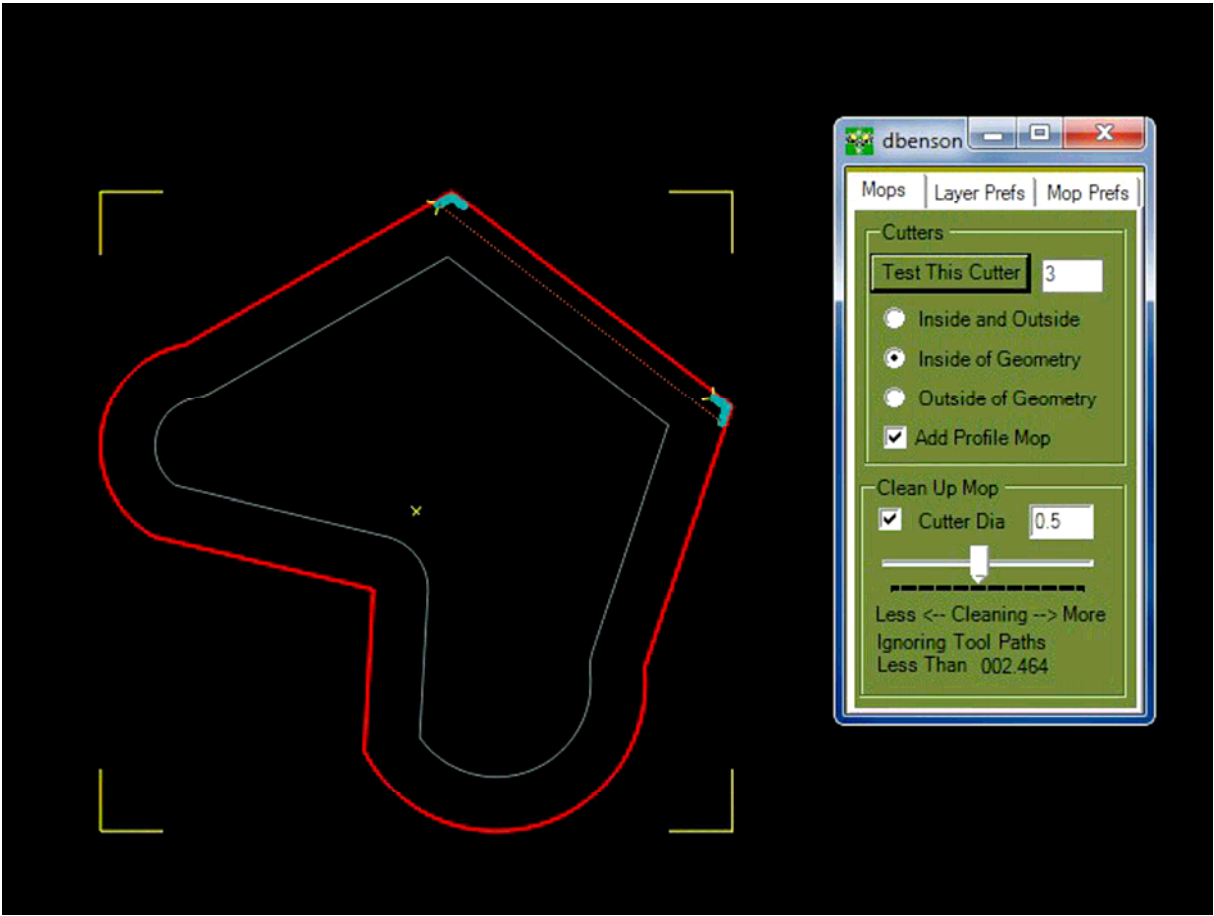 dbenson
Mops Layer Prefs Mop Prefs
Cutters
Test This Cutter 3
Inside and Outside
Inside of Geometry
Outside of Geometry
Add Profile Mop
Clean Up Mop
Cutter Dia 0.5
Less <-- Cleaning --> More
Ignoring Tool Paths
Less Than 002.464